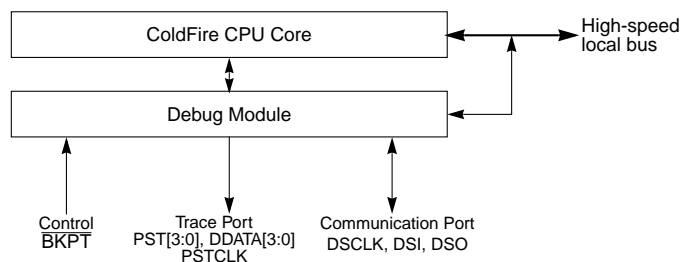 ColdFire CPU Core
High-speed
local bus
Debug Module
Control
BKPT
Trace Port
PST[3:0], DDATA[3:0]
PSTCLK
Communication Port
DSCLK, DSI, DSO